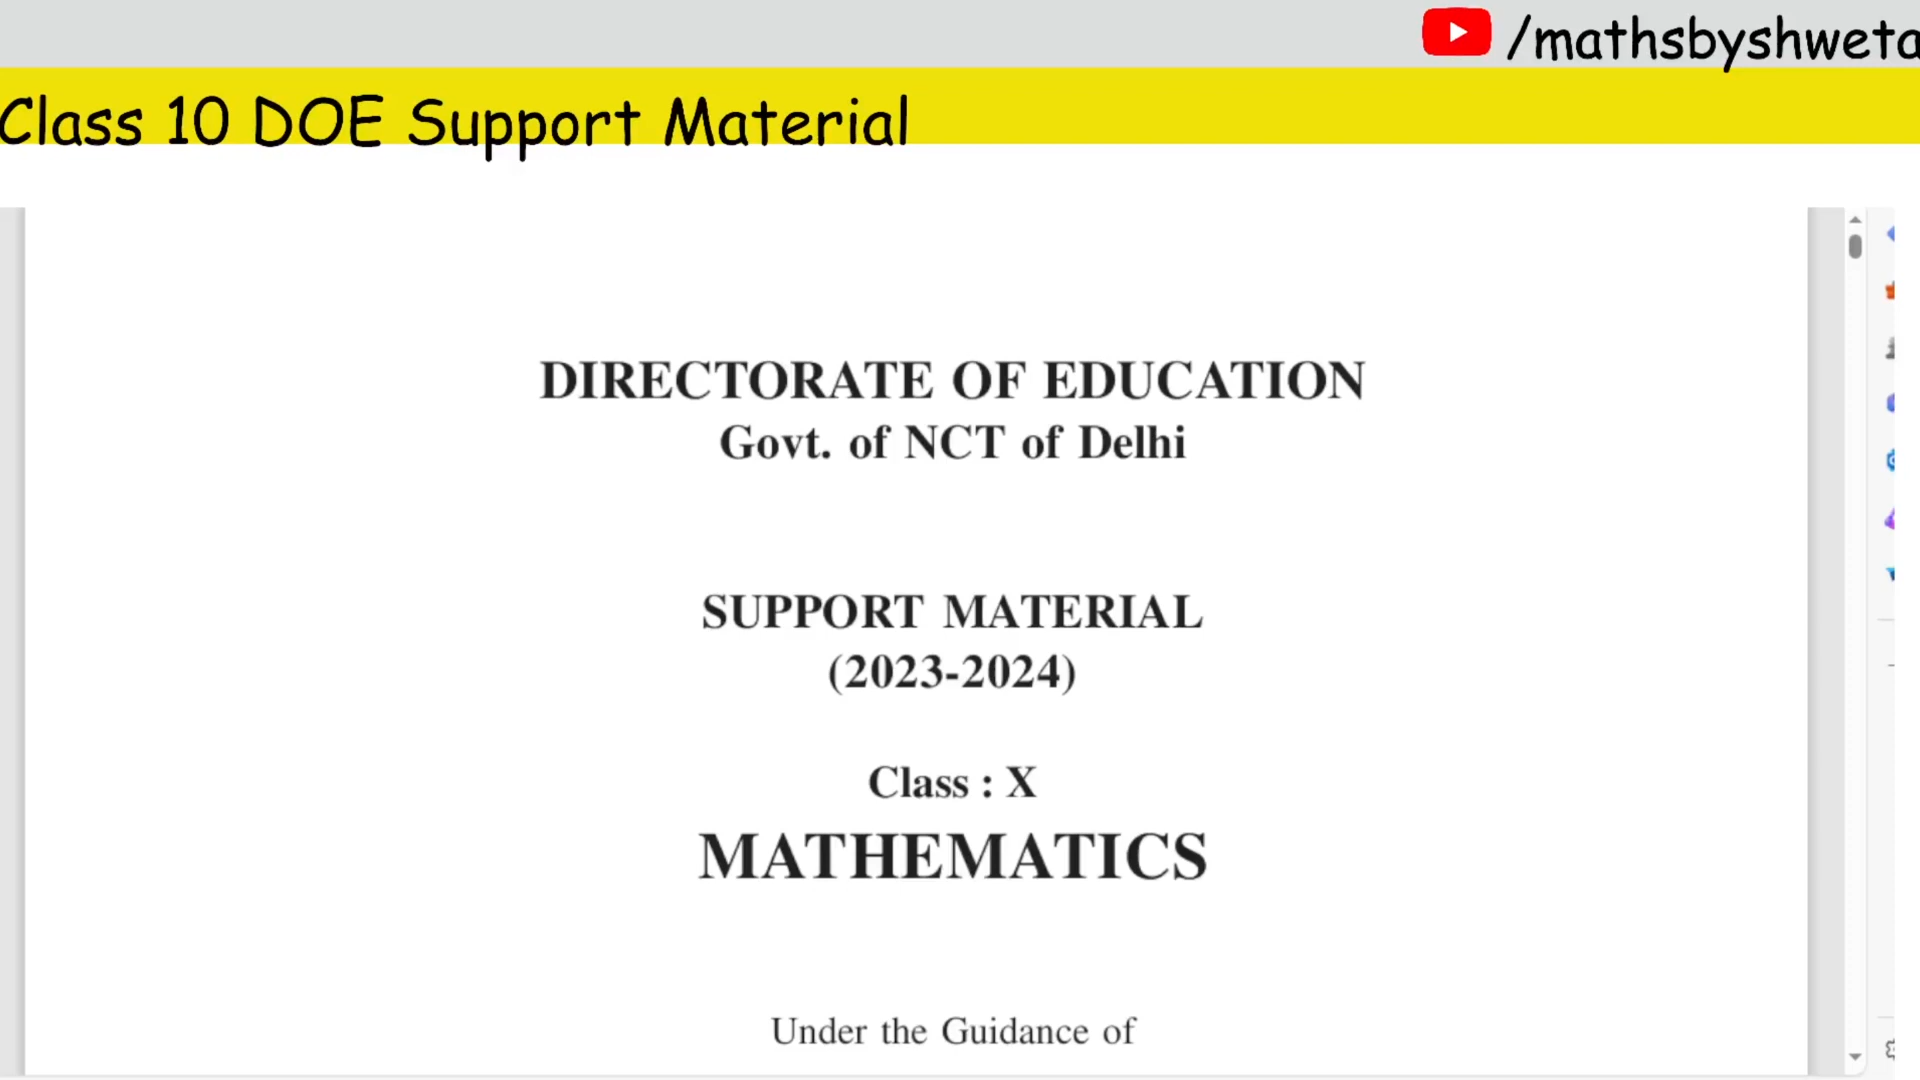 /mathsbyshweta
Class 10 DOE Support Material
DIRECTORATE OF EDUCATION
Govt. of NCT of Delhi
SUPPORT MATERIAL
(2023-2024)
Class : X
MATHEMATICS
Under the Guidance of